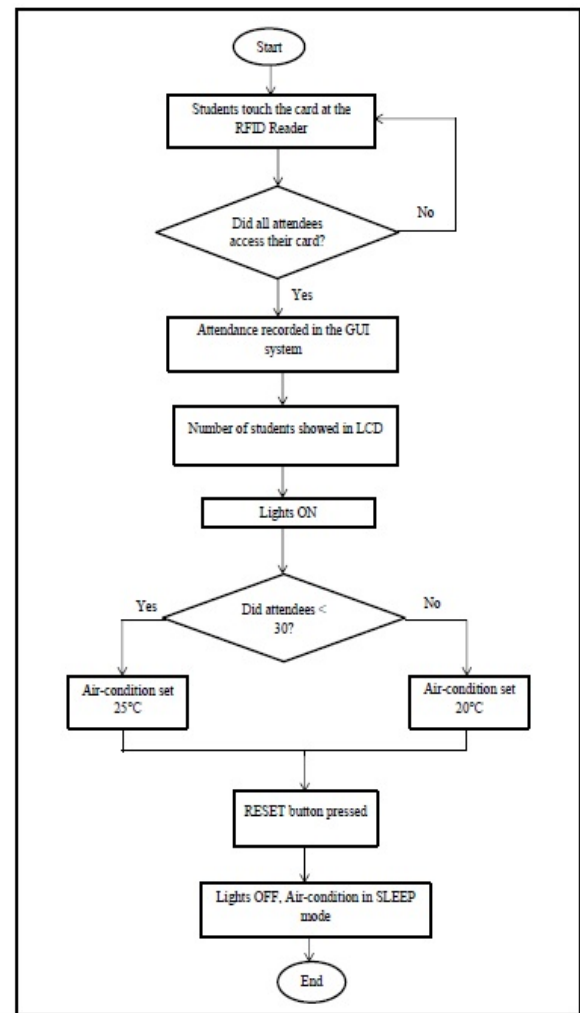 Start
Students touch the card at the
RFID Reader
Did all attendees
access their card?
No
Yes
Attendance recorded in the GUI
system
Number of students showed in LCD
Lights ON
Yes
Did attendees <
30?
No
Air-condition set
25°C
Air-condition set
20°C
RESET button pressed
Lights OFF, Air-condition in SLEEP
mode
End